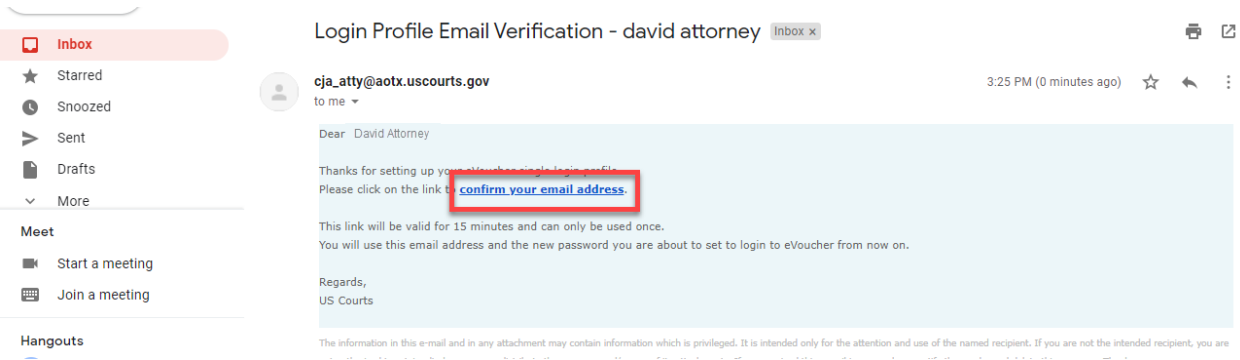 Login Profile Email Verification - david attorney Inbox x
Inbox
Starred
Snoozed
Sent
Drafts
More
Meet
Start a meeting
Join a meeting
Hangouts
cja_atty@aotx.uscourts.gov 3:25 PM (0 minutes ago)
to me
Dear David Attorney
Thanks for setting up your eVoucher single login profile
Please click on the link to confirm your email address.
This link will be valid for 15 minutes and can only be used once.
You will use this email address and the new password you are about to set to login to eVoucher from now on.
Regards,
US Courts
The information in this e-mail and in any attachment may contain information which is privileged. It is intended only for the attention and use of the named recipient. If you are not the intended recipient, you are